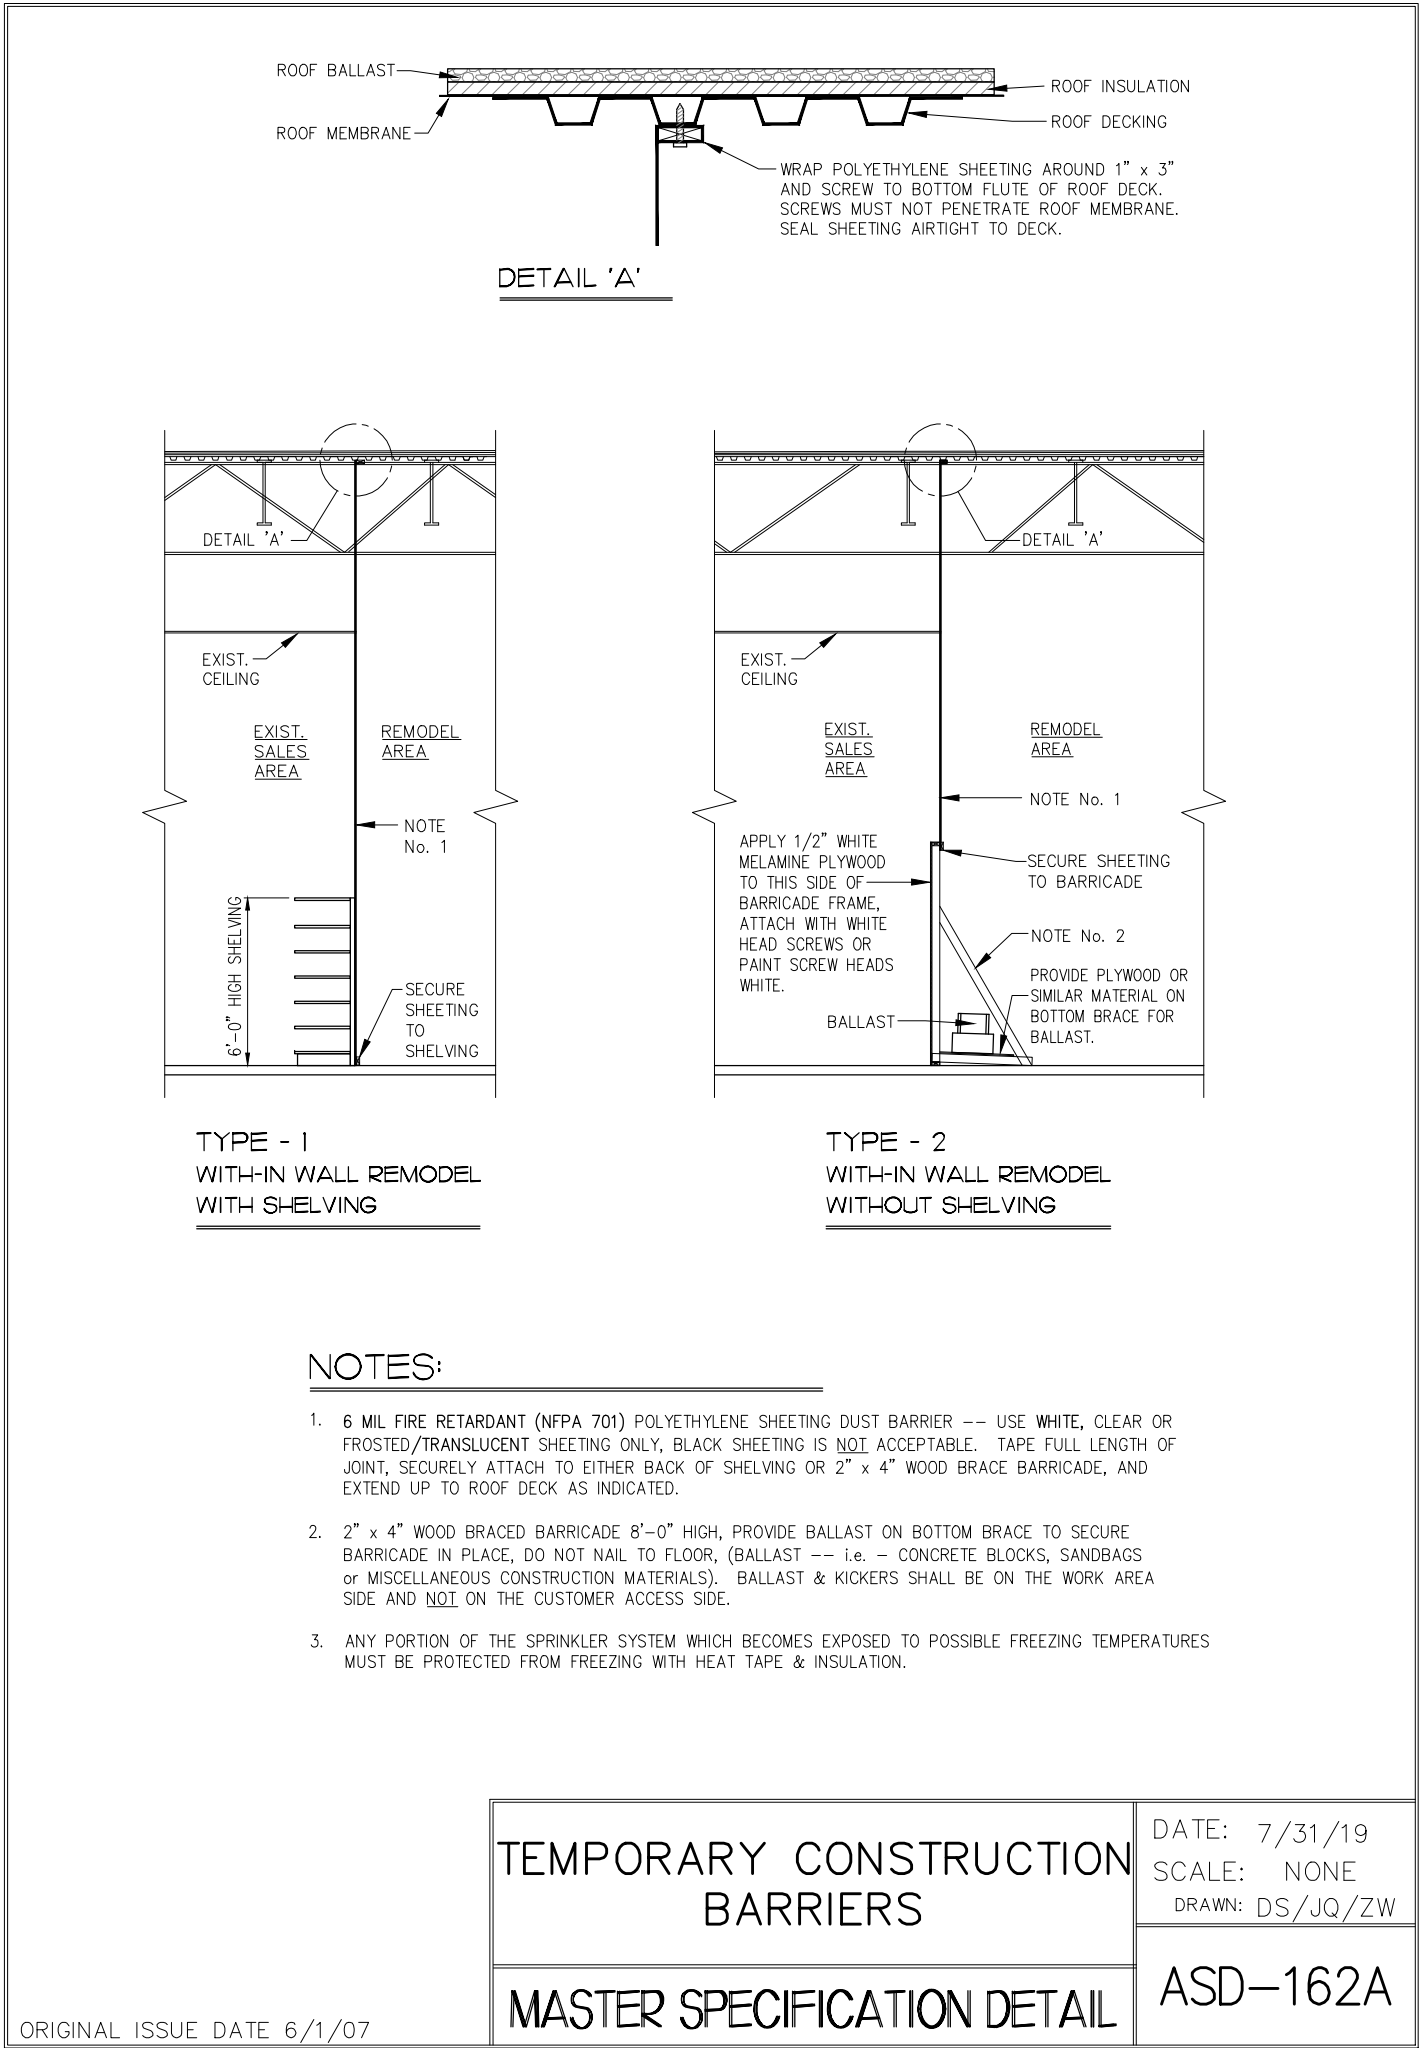 ROOF BALLAST
ROOF MEMBRANE
ROOF INSULATION
ROOF DECKING
WRAP POLYETHYLENE SHEETING AROUND 1" x 3"
AND SCREW TO BOTTOM FLUTE OF ROOF DECK.
SCREWS MUST NOT PENETRATE ROOF MEMBRANE.
SEAL SHEETING AIRTIGHT TO DECK.
DETAIL 'A'
DETAIL 'A'
EXIST.
CEILING
EXIST.
SALES
AREA
REMODEL
AREA
NOTE
No. 1
6'-0" HIGH SHELVING
SECURE
SHEETING
TO
SHELVING
TYPE - 1
WITH-IN WALL REMODEL
WITH SHELVING
DETAIL 'A'
EXIST.
CEILING
EXIST.
SALES
AREA
REMODEL
AREA
NOTE No. 1
APPLY 1/2" WHITE
MELAMINE PLYWOOD
TO THIS SIDE OF
BARRICADE FRAME,
ATTACH WITH WHITE
HEAD SCREWS OR
PAINT SCREW HEADS
WHITE.
SECURE SHEETING
TO BARRICADE
NOTE No. 2
PROVIDE PLYWOOD OR
SIMILAR MATERIAL ON
BOTTOM BRACE FOR
BALLAST.
BALLAST
TYPE - 2
WITH-IN WALL REMODEL
WITHOUT SHELVING
NOTES:
1. 6 MIL FIRE RETARDANT (NFPA 701) POLYETHYLENE SHEETING DUST BARRIER -- USE WHITE, CLEAR OR
FROSTED/TRANSLUCENT SHEETING ONLY, BLACK SHEETING IS NOT ACCEPTABLE. TAPE FULL LENGTH OF
JOINT, SECURELY ATTACH TO EITHER BACK OF SHELVING OR 2" x 4" WOOD BRACE BARRICADE, AND
EXTEND UP TO ROOF DECK AS INDICATED.
2. 2" x 4" WOOD BRACED BARRICADE 8'-0" HIGH, PROVIDE BALLAST ON BOTTOM BRACE TO SECURE
BARRICADE IN PLACE, DO NOT NAIL TO FLOOR, (BALLAST -- i.e. - CONCRETE BLOCKS, SANDBAGS
or MISCELLANEOUS CONSTRUCTION MATERIALS). BALLAST & KICKERS SHALL BE ON THE WORK AREA
SIDE AND NOT ON THE CUSTOMER ACCESS SIDE.
3. ANY PORTION OF THE SPRINKLER SYSTEM WHICH BECOMES EXPOSED TO POSSIBLE FREEZING TEMPERATURES
MUST BE PROTECTED FROM FREEZING WITH HEAT TAPE & INSULATION.
TEMPORARY CONSTRUCTION
BARRIERS
MASTER SPECIFICATION DETAIL
DATE: 7/31/19
SCALE: NONE
DRAWN: DS/JQ/ZW
ASD-162A
ORIGINAL ISSUE DATE 6/1/07